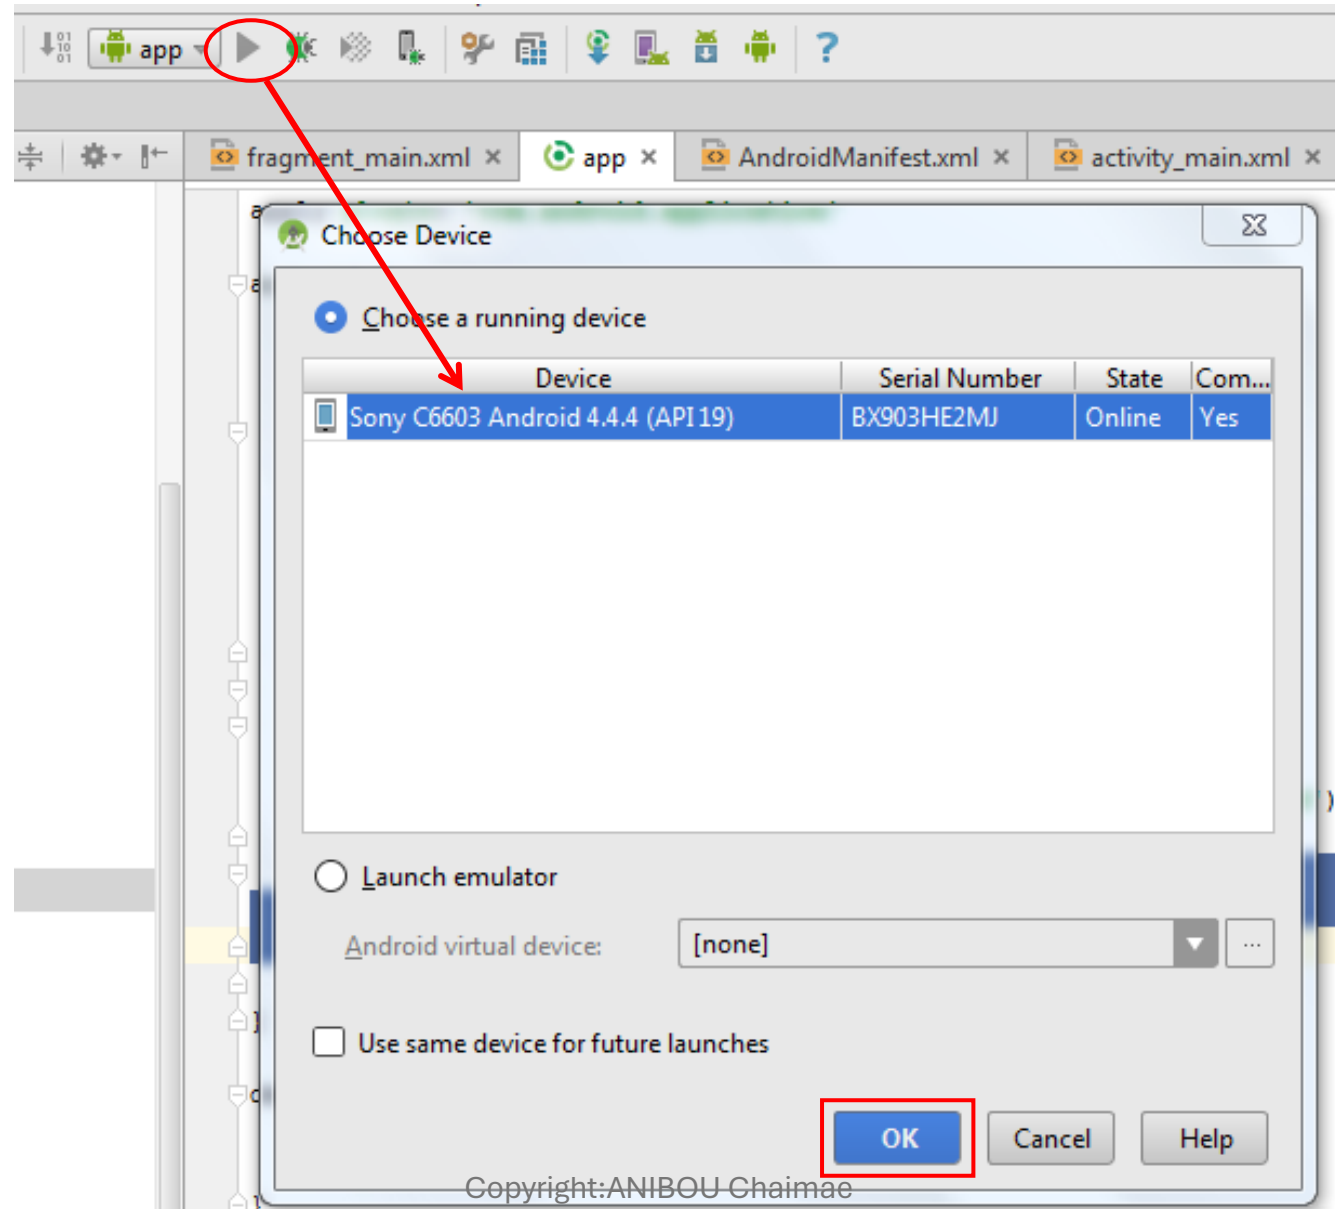 app
?
fragment_main.xml
app
AndroidManifest.xml
activity_main.xml
Choose Device
Choose a running device
Device Serial Number State Com...
Sony C6603 Android 4.4.4 (API 19) BX903HE2MJ Online Yes
Launch emulator
Android virtual device: [none] ...
Use same device for future launches
OK Cancel Help
Copyright:ANIBOU Chaimae